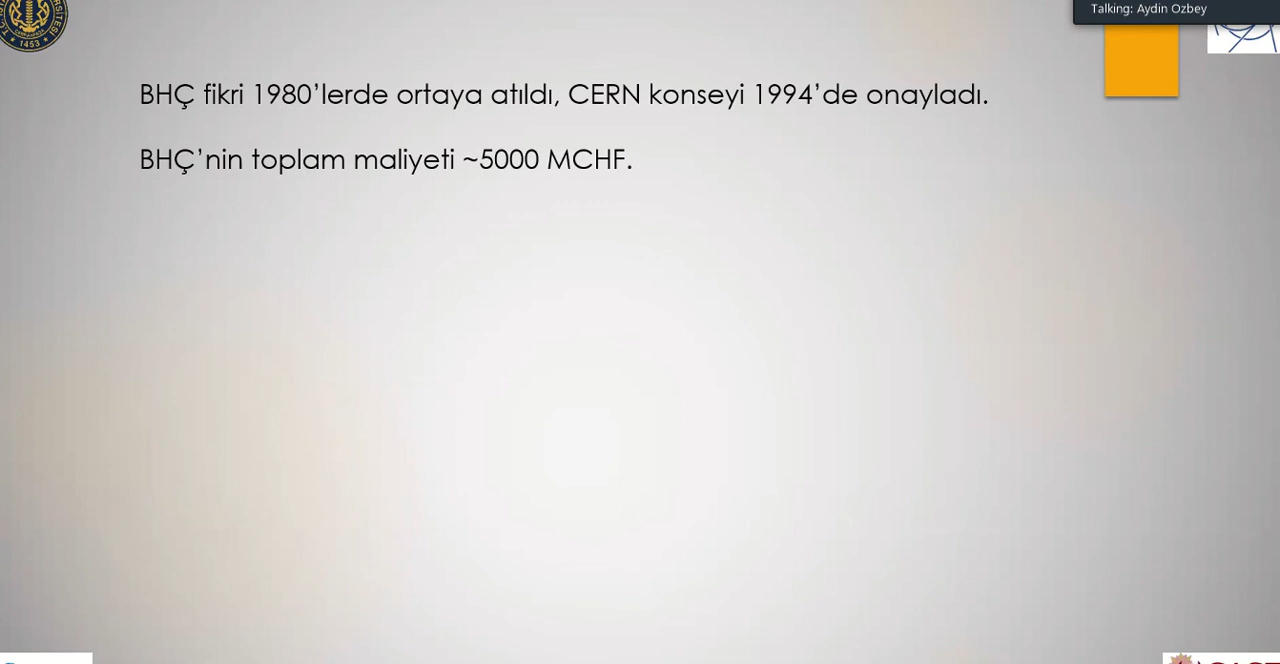 Talking: Aydin Ozbey
1453
BHÇ fikri 1980’lerde ortaya atıldı, CERN konseyi 1994’de onayladı.
BHÇ’nin toplam maliyeti ~5000 MCHF.